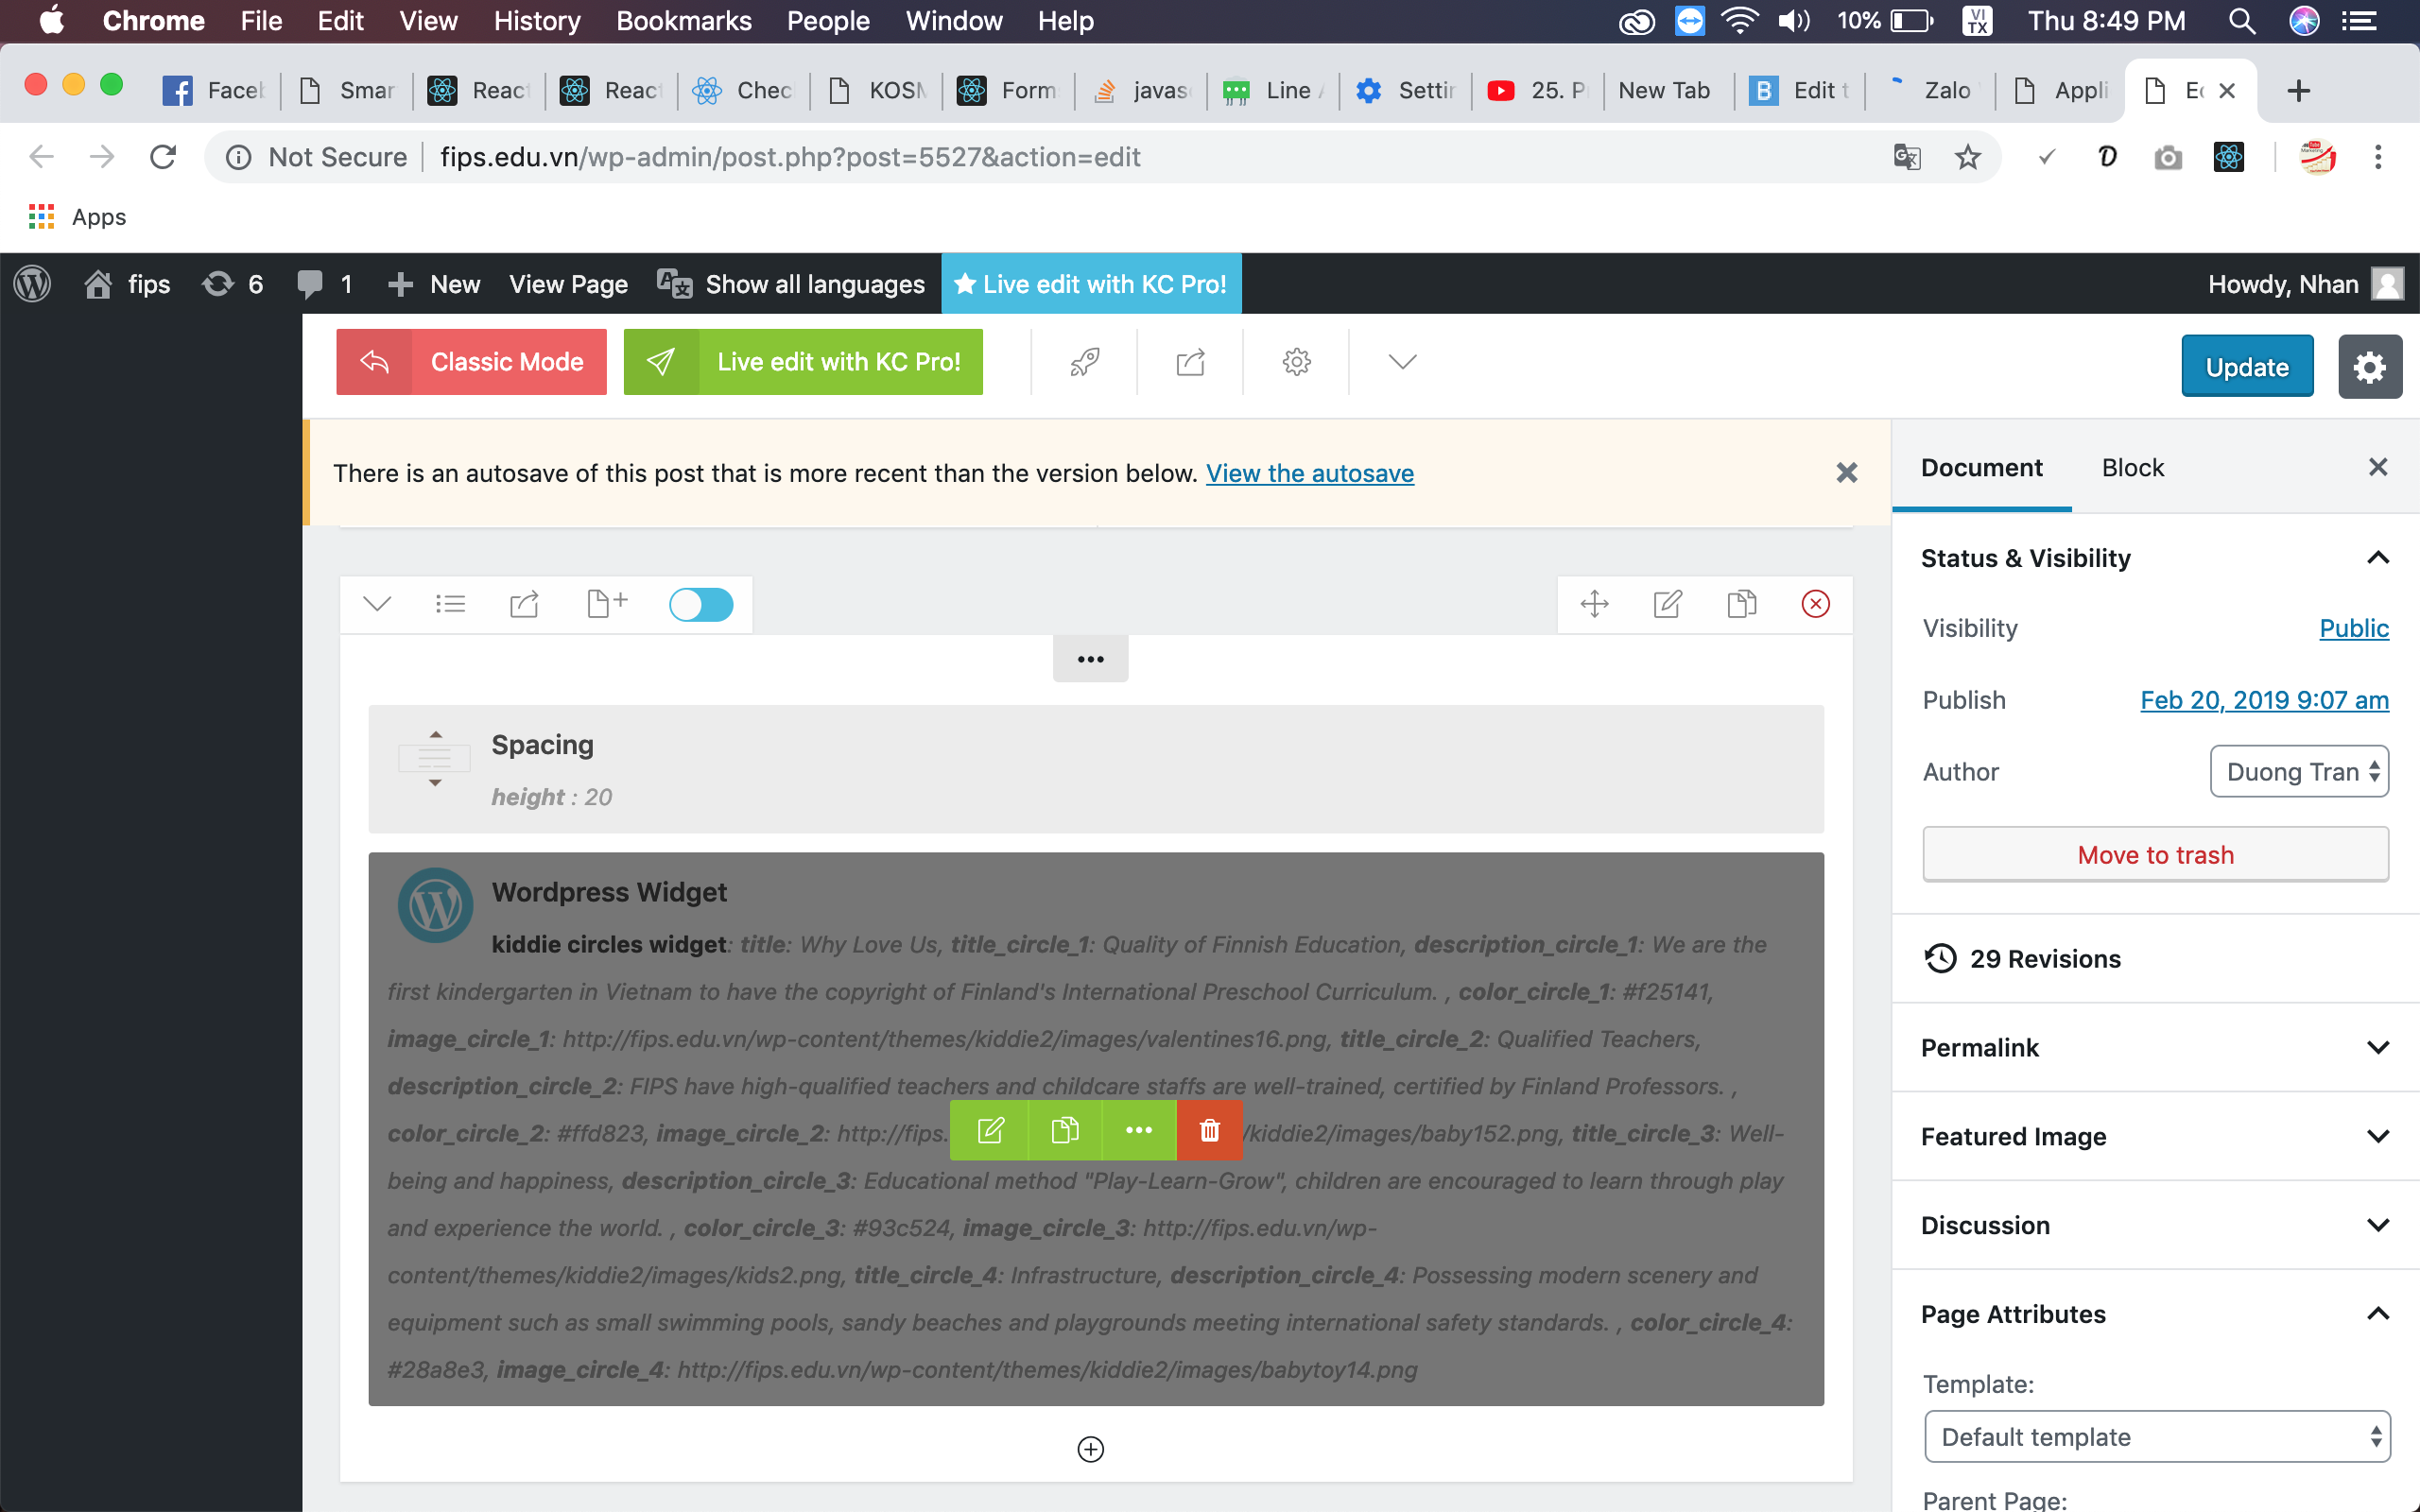 Chrome File Edit View History Bookmarks People Window Help 10% VI TX Thu 8:49 PM
Faceb Smar React React Chec KOSM Form javas Line A Settin 25. P New Tab B Edit t Zalo Appli Ed
Not Secure fips.edu.vn/wp-admin/post.php?post=5527&action=edit
Apps
fips 6 1 New View Page Show all languages Live edit with KC Pro! Howdy, Nhan
Classic Mode Live edit with KC Pro! Update
There is an autosave of this post that is more recent than the version below. View the autosave
Document Block
Status & Visibility
Visibility Public
Publish Feb 20, 2019 9:07 am
Author Duong Tran
Move to trash
29 Revisions
Permalink
Featured Image
Discussion
Page Attributes
Template:
Default template
Parent Page:
Spacing
height : 20
Wordpress Widget
kiddie circles widget: title: Why Love Us, title_circle_1: Quality of Finnish Education, description_circle_1: We are the
first kindergarten in Vietnam to have the copyright of Finland's International Preschool Curriculum. , color_circle_1: #f25141,
image_circle_1: http://fips.edu.vn/wp-content/themes/kiddie2/images/valentines16.png, title_circle_2: Qualified Teachers,
description_circle_2: FIPS have high-qualified teachers and childcare staffs are well-trained, certified by Finland Professors. ,
color_circle_2: #ffd823, image_circle_2: http://fips. /kiddie2/images/baby152.png, title_circle_3: Well-
being and happiness, description_circle_3: Educational method "Play-Learn-Grow", children are encouraged to learn through play
and experience the world. , color_circle_3: #93c524, image_circle_3: http://fips.edu.vn/wp-
content/themes/kiddie2/images/kids2.png, title_circle_4: Infrastructure, description_circle_4: Possessing modern scenery and
equipment such as small swimming pools, sandy beaches and playgrounds meeting international safety standards. , color_circle_4:
#28a8e3, image_circle_4: http://fips.edu.vn/wp-content/themes/kiddie2/images/babytoy14.png